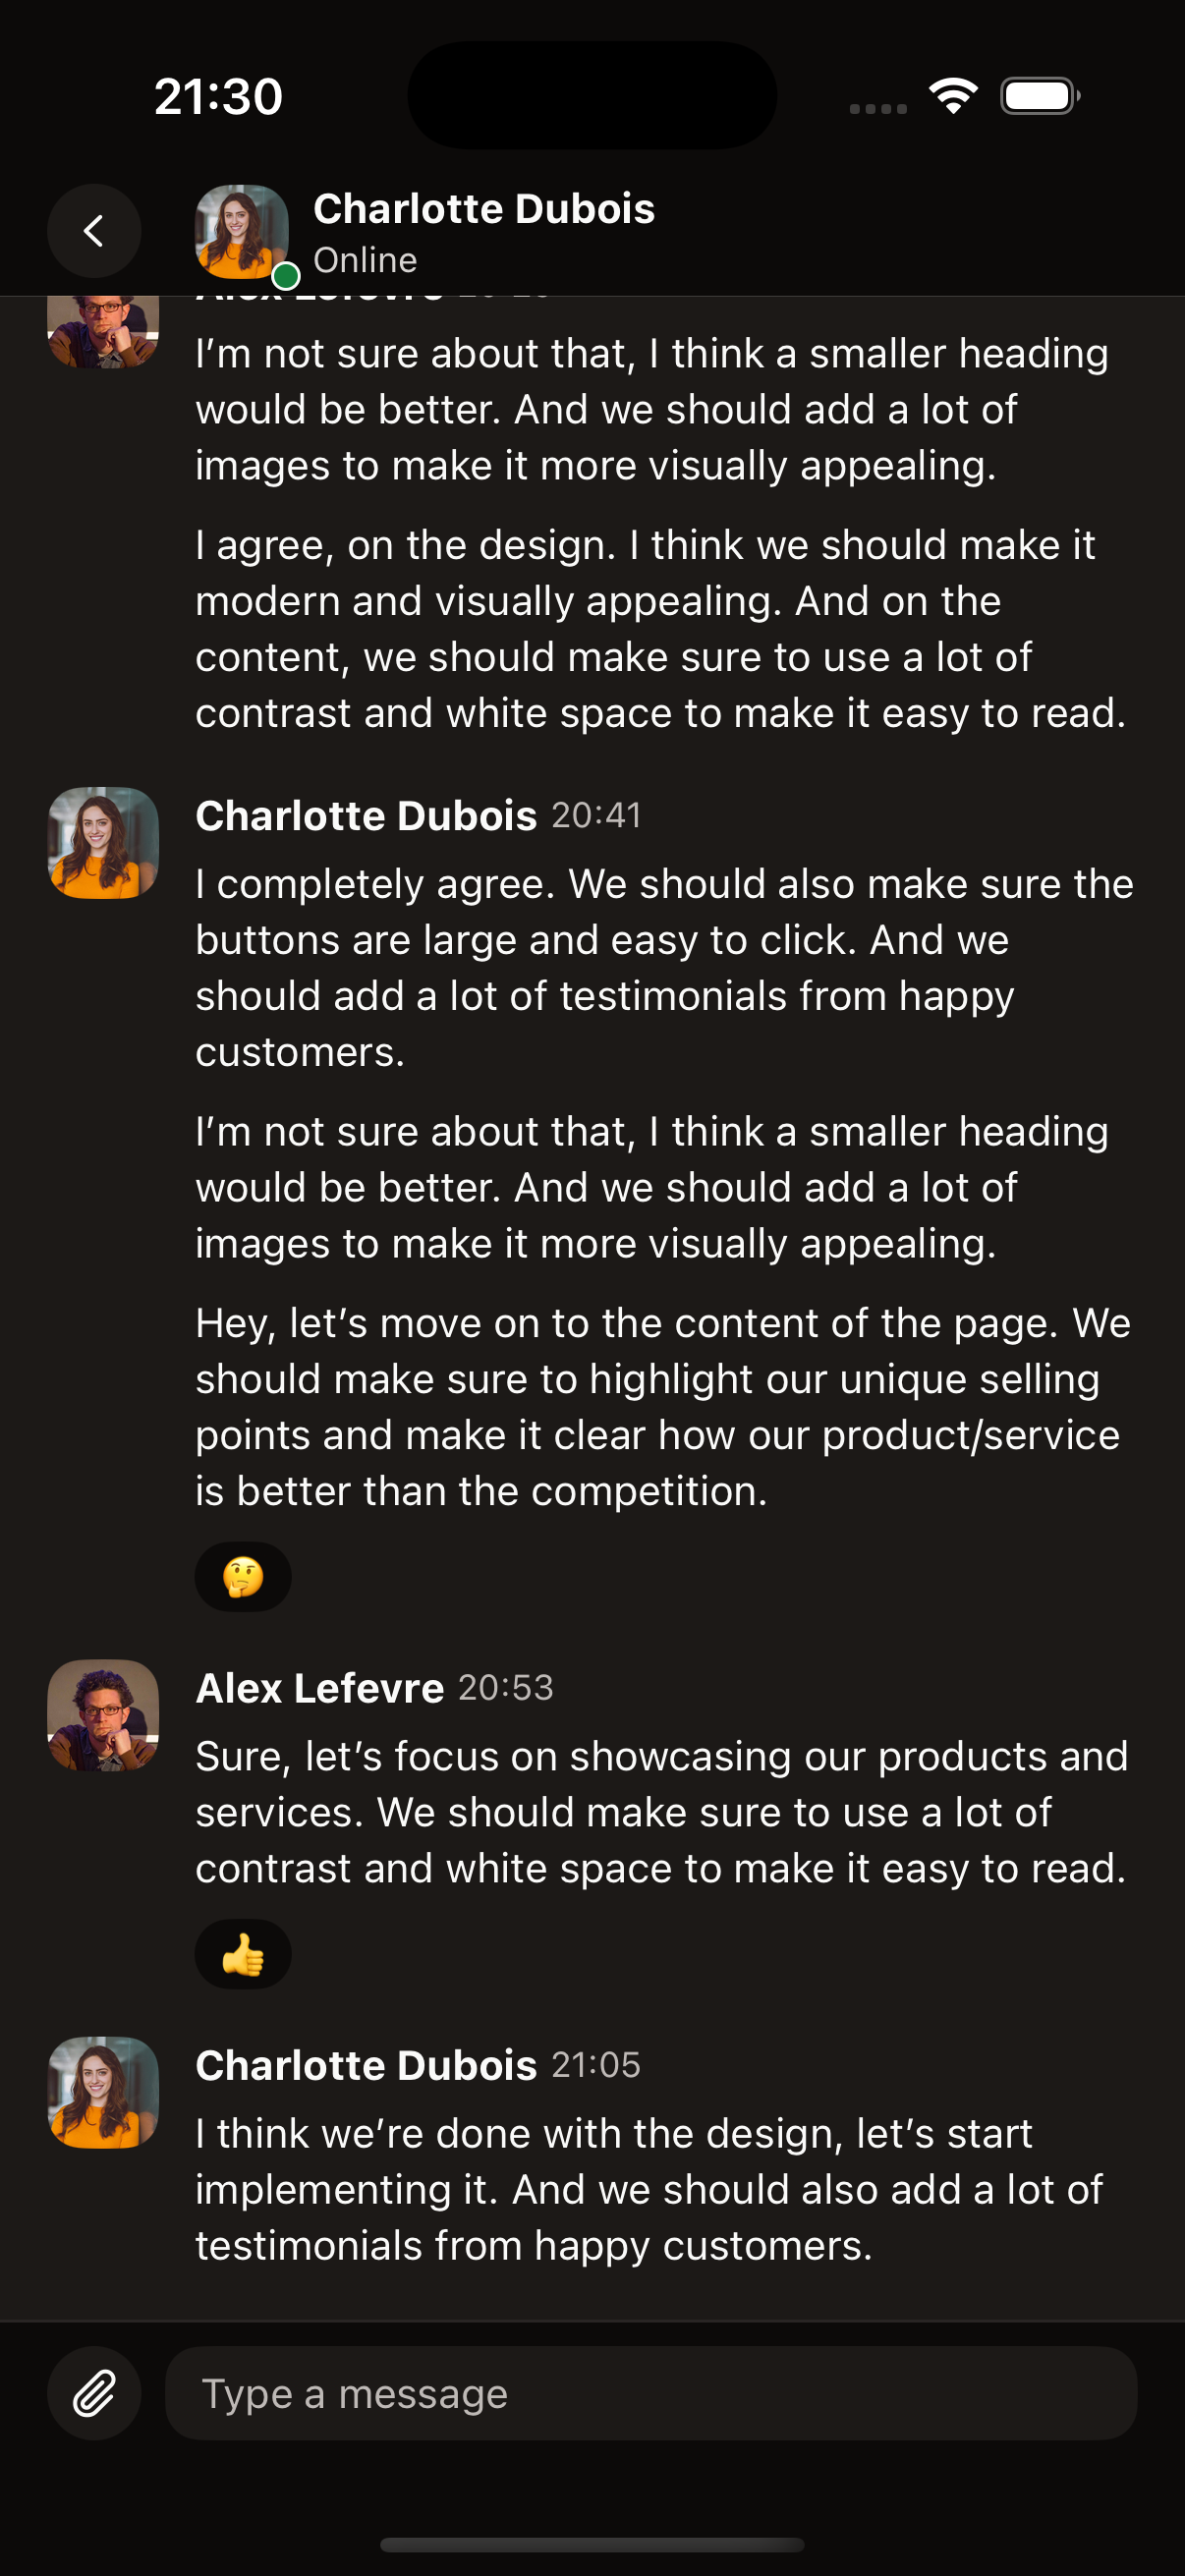 21:30
Charlotte Dubois
Online
I’m not sure about that, I think a smaller heading
would be better. And we should add a lot of
images to make it more visually appealing.
I agree, on the design. I think we should make it
modern and visually appealing. And on the
content, we should make sure to use a lot of
contrast and white space to make it easy to read.
Charlotte Dubois 20:41
I completely agree. We should also make sure the
buttons are large and easy to click. And we
should add a lot of testimonials from happy
customers.
I’m not sure about that, I think a smaller heading
would be better. And we should add a lot of
images to make it more visually appealing.
Hey, let’s move on to the content of the page. We
should make sure to highlight our unique selling
points and make it clear how our product/service
is better than the competition.
🤔
Alex Lefevre 20:53
Sure, let’s focus on showcasing our products and
services. We should make sure to use a lot of
contrast and white space to make it easy to read.
👍
Charlotte Dubois 21:05
I think we’re done with the design, let’s start
implementing it. And we should also add a lot of
testimonials from happy customers.
Type a message